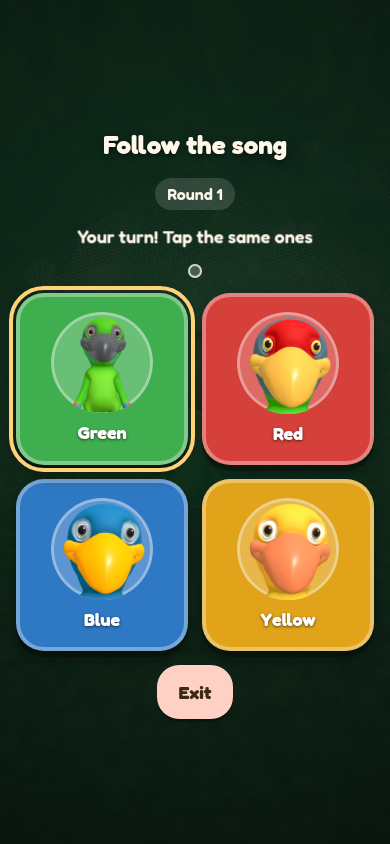 Follow the song
Round 1
Your turn! Tap the same ones
Green
Red
Blue
Yellow
Exit